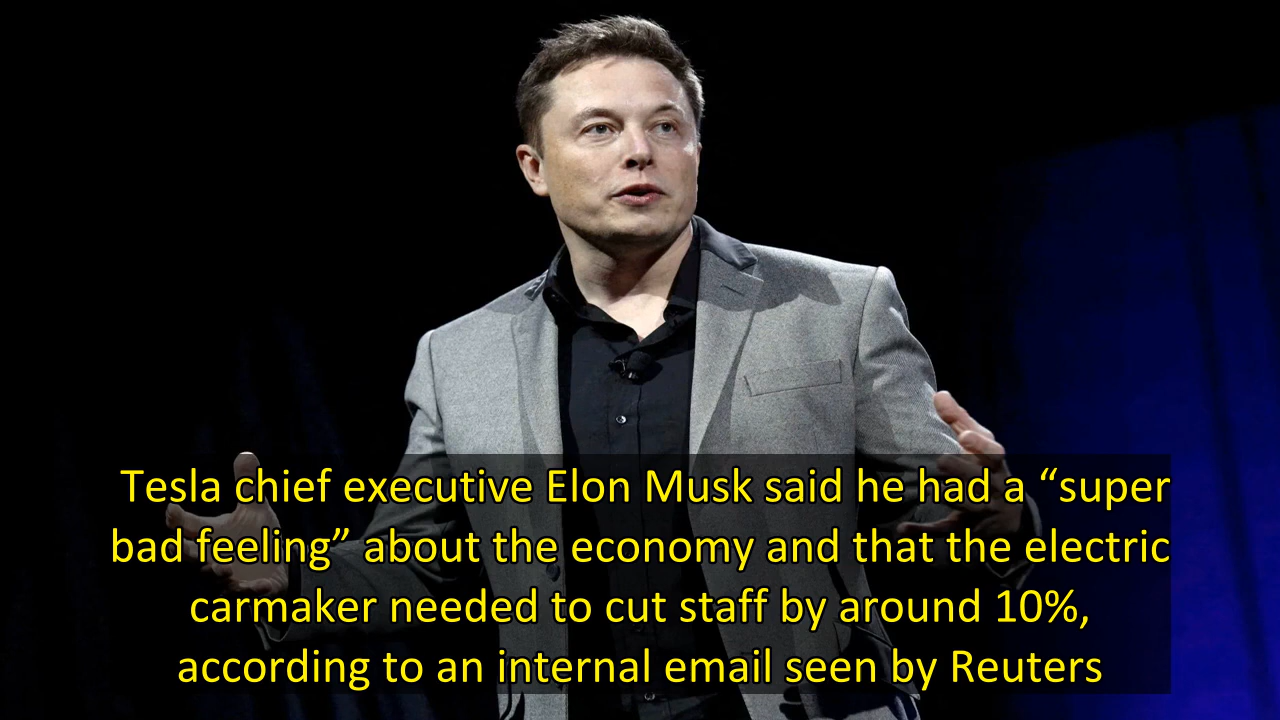 Tesla chief executive Elon Musk said he had a “super
bad feeling” about the economy and that the electric
carmaker needed to cut staff by around 10%,
according to an internal email seen by Reuters